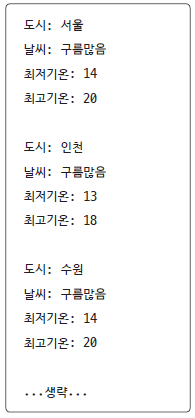 도시: 서울
날씨: 구름많음
최저기온: 14
최고기온: 20

도시: 인천
날씨: 구름많음
최저기온: 13
최고기온: 18

도시: 수원
날씨: 구름많음
최저기온: 14
최고기온: 20

...생략...